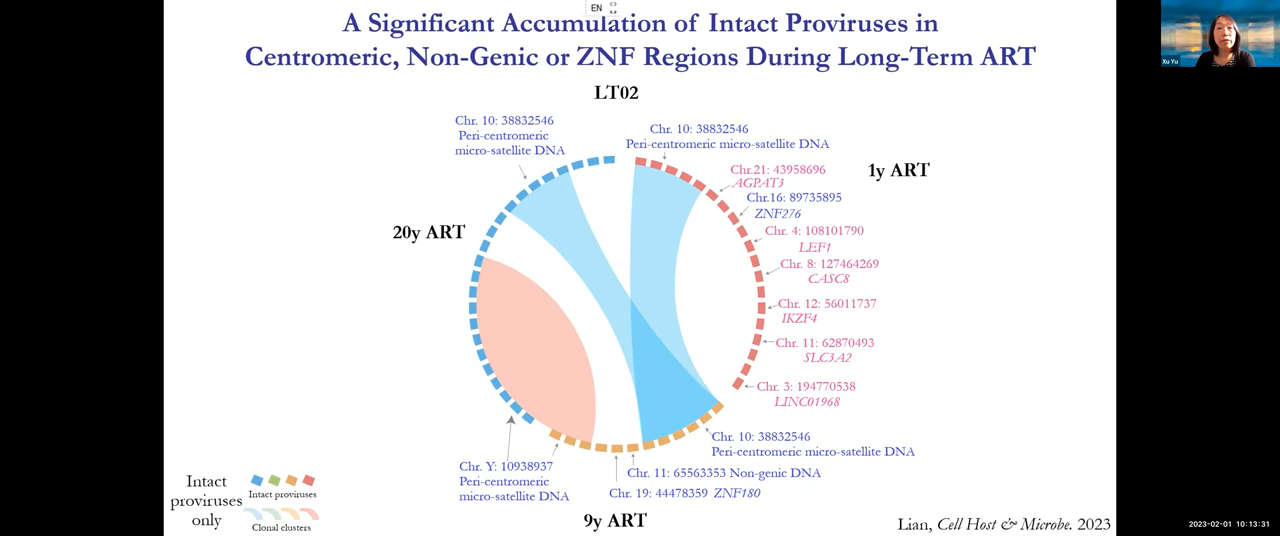 EN
A Significant Accumulation of Intact Proviruses in
Centromeric, Non-Genic or ZNF Regions During Long-Term ART
Xu Yu
LT02
Chr. 10: 38832546
Peri-centromeric
micro-satellite DNA
Chr. 10: 38832546
Peri-centromeric micro-satellite DNA
1y ART
Chr.21: 43958696
AGPAT3
Chr.16: 89735895
ZNF276
20y ART
Chr. 4: 108101790
LEF1
Chr. 8: 127464269
CASC8
Chr. 12: 56011737
IKZF4
Chr. 11: 62870493
SLC3A2
Chr. 3: 194770538
LINC01968
Chr. 10: 38832546
Peri-centromeric micro-satellite DNA
Chr. Y: 10938937
Peri-centromeric
micro-satellite DNA
Chr. 11: 65563353 Non-genic DNA
Chr. 19: 44478359 ZNF180
9y ART
Intact
proviruses
only
Intact proviruses
Clonal clusters
Lian, Cell Host & Microbe. 2023
2023-02-01 10:13:31